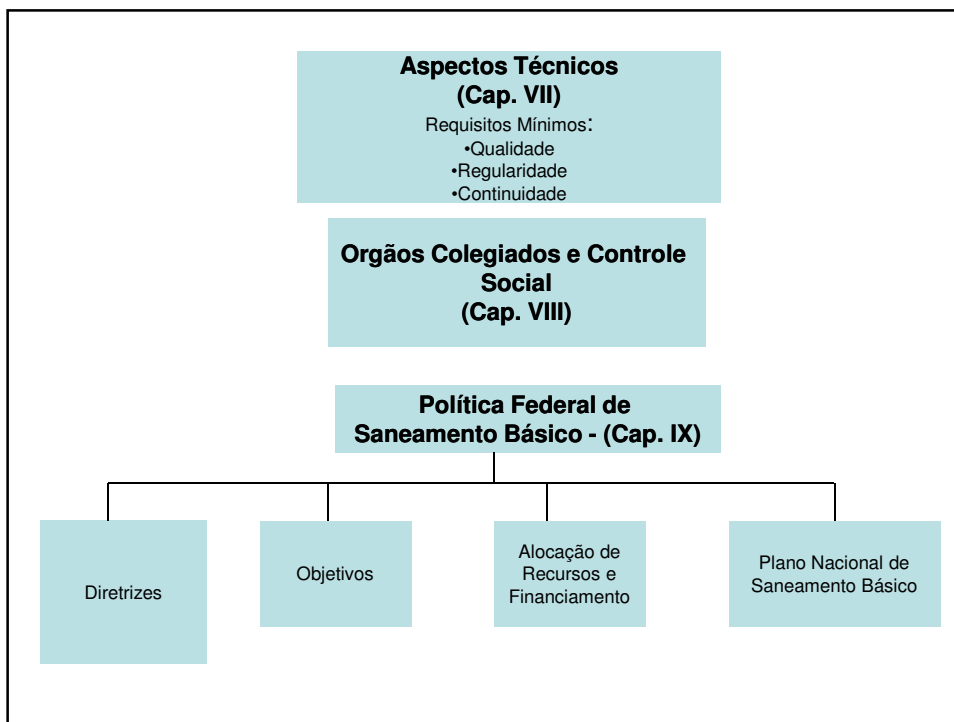 Aspectos Técnicos
(Cap. VII)
Requisitos Mínimos:
•Qualidade
•Regularidade
•Continuidade
Orgãos Colegiados e Controle
Social
(Cap. VIII)
Política Federal de
Saneamento Básico - (Cap. IX)
Diretrizes
Objetivos
Alocação de
Recursos e
Financiamento
Plano Nacional de
Saneamento Básico